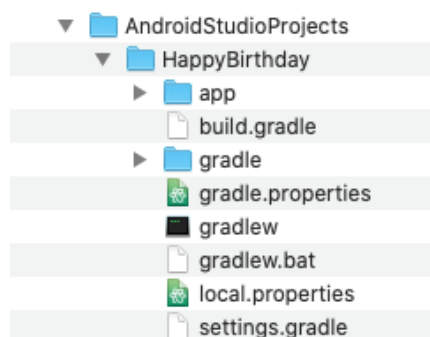 AndroidStudioProjects
HappyBirthday
app
build.gradle
gradle
gradle.properties
gradlew
gradlew.bat
local.properties
settings.gradle